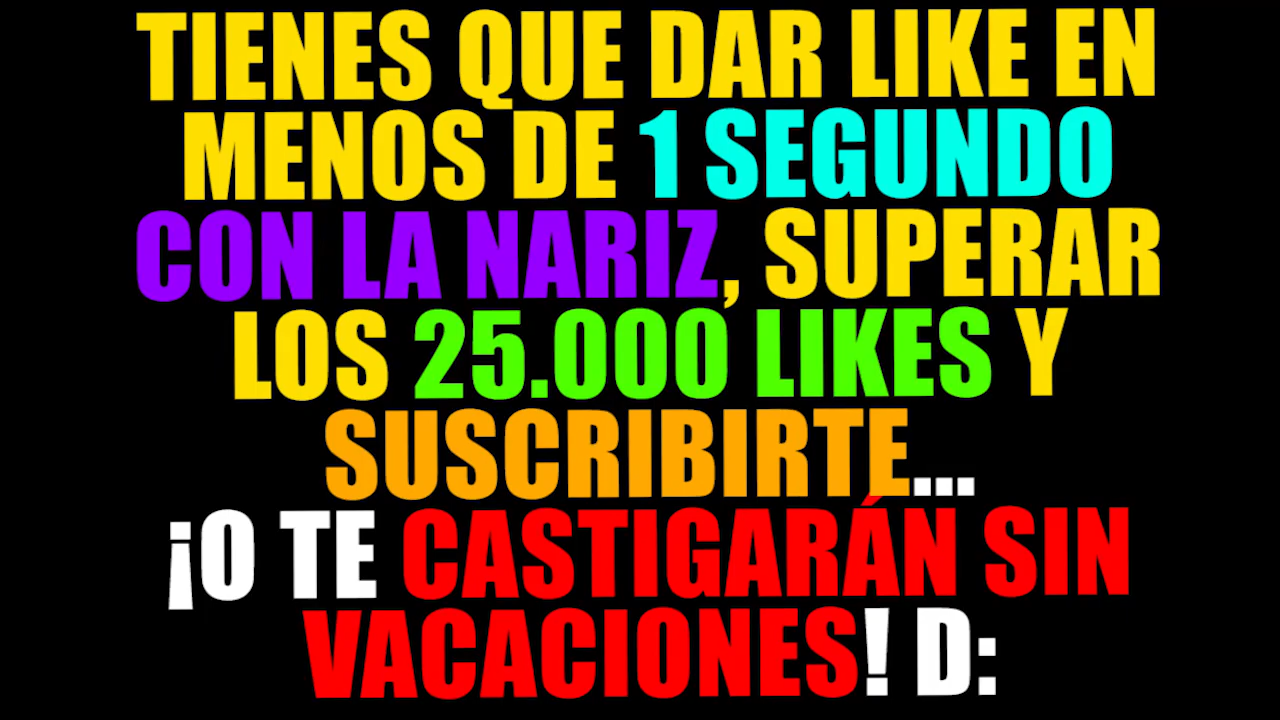 TIENES QUE DAR LIKE EN
MENOS DE 1 SEGUNDO
CON LA NARIZ, SUPERAR
LOS 25.000 LIKES Y
SUSCRIBIRTE...
¡O TE CASTIGARÁN SIN
VACACIONES! D: